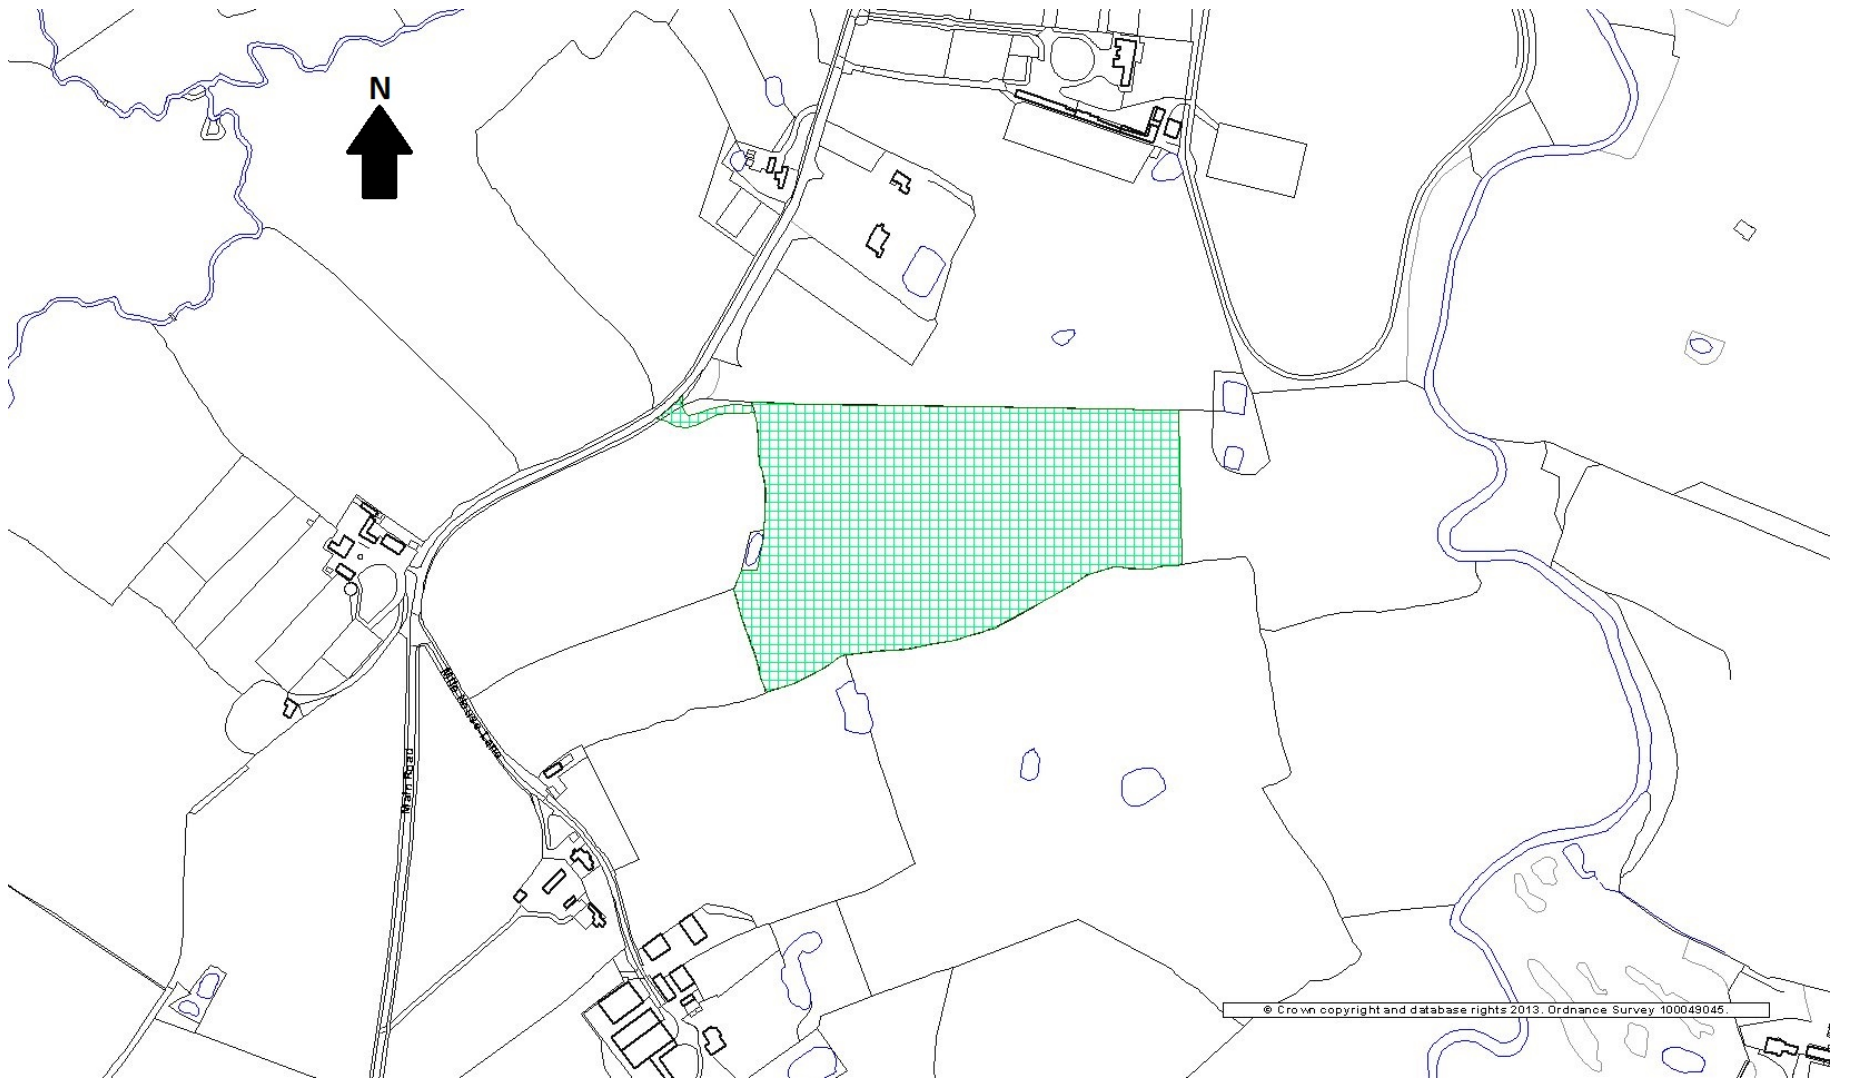 N
Mile House Lane
Main Road
© Crown copyright and database rights 2013. Ordnance Survey 100049045.